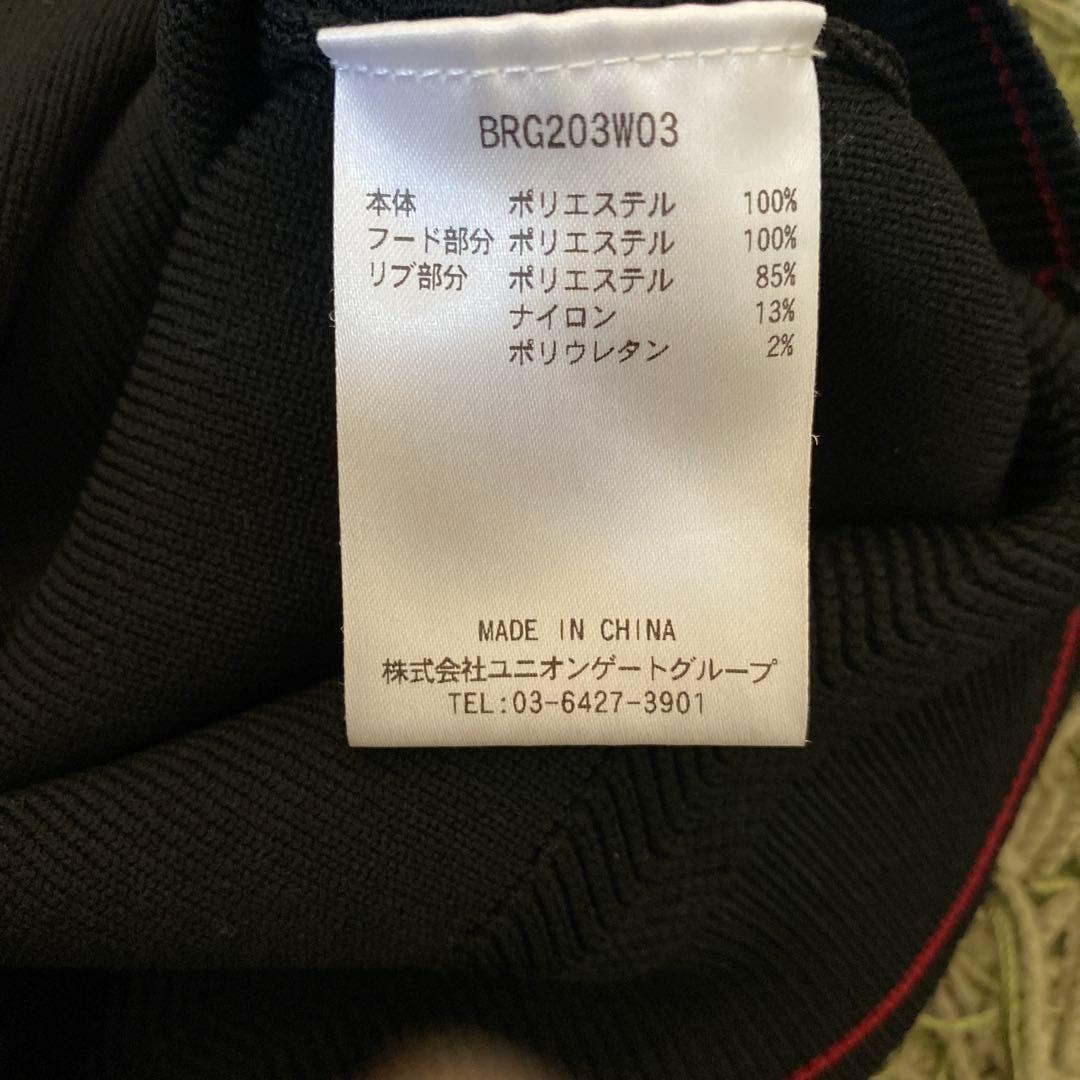 BRG203W03
本体 ポリエステル 100%
フード部分 ポリエステル 100%
リブ部分 ポリエステル 85%
ナイロン 13%
ポリウレタン 2%
MADE IN CHINA
株式会社ユニオンゲートグループ
TEL:03-6427-3901